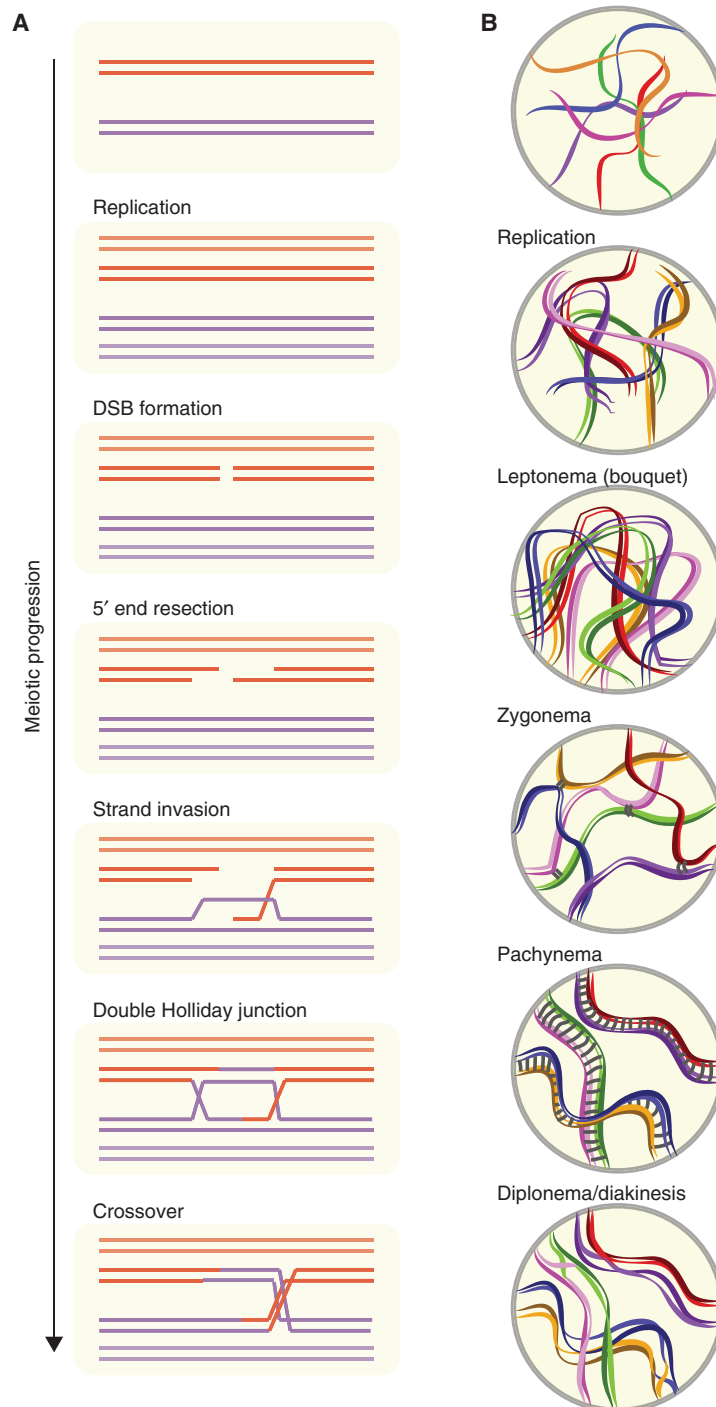 A
Meiotic progression
Replication
DSB formation
5′ end resection
Strand invasion
Double Holliday junction
Crossover
B
Replication
Leptonema (bouquet)
Zygonema
Pachynema
Diplonema/diakinesis